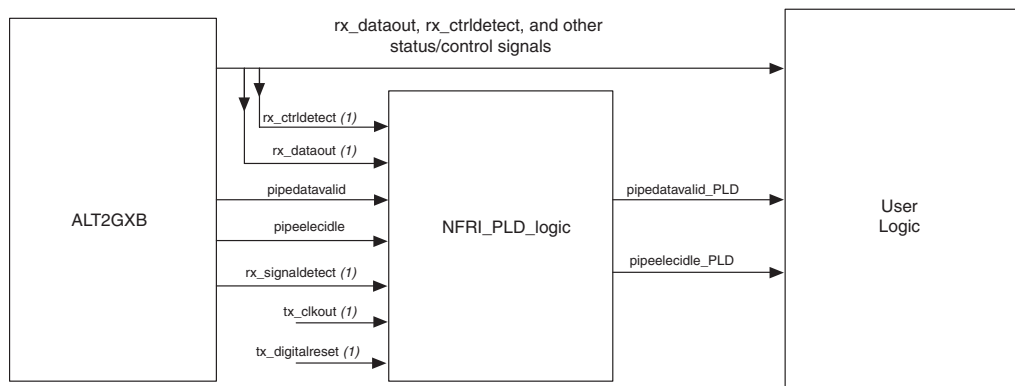 rx_dataout, rx_ctrldetect, and other
status/control signals
rx_ctrldetect (1)
rx_dataout (1)
pipedatavalid
pipedatavalid_PLD
ALT2GXB
NFRI_PLD_logic
User
Logic
pipeelecidle
pipeelecidle_PLD
rx_signaldetect (1)
tx_clkout (1)
tx_digitalreset (1)